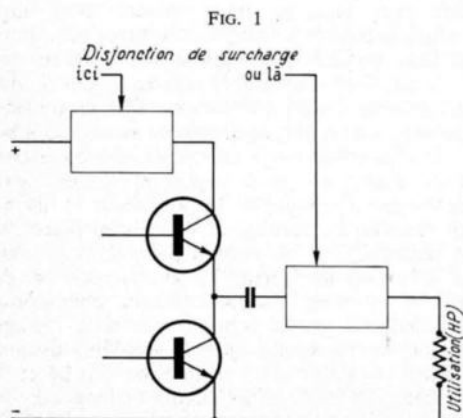 FIG. 1
Disjonction de surcharge
ici ou là
+
Utilisation(HP)
-